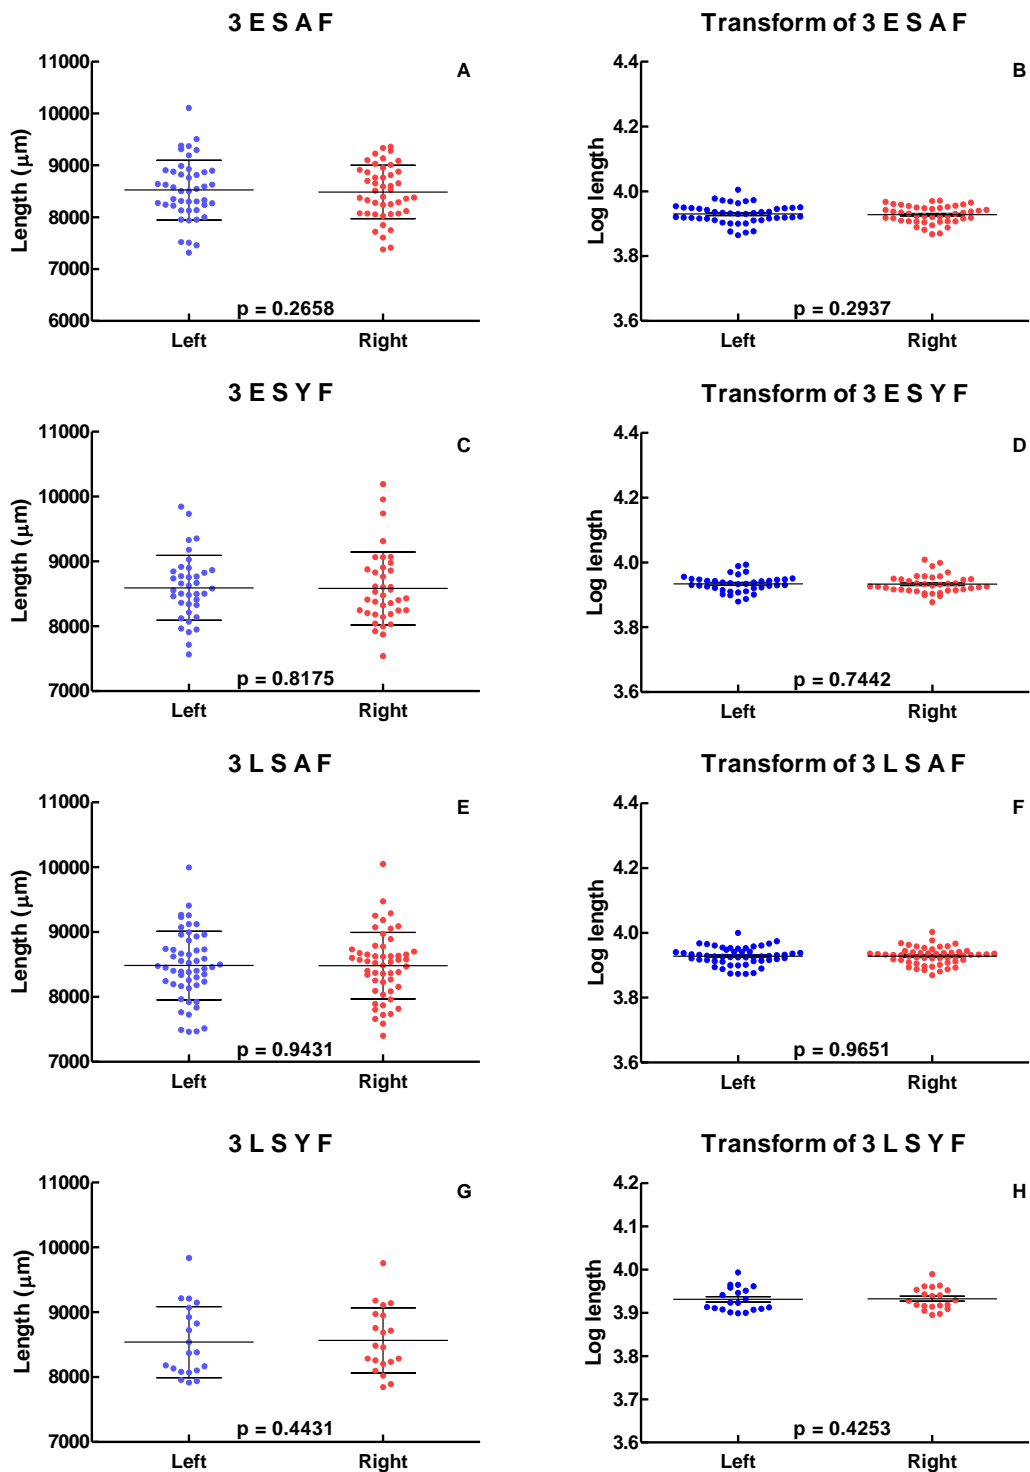 3 E S A F
A
Length (μm)
11000
10000
9000
8000
7000
6000
p = 0.2658
Left
Right
Transform of 3 E S A F
B
Log length
4.4
4.2
4.0
3.8
3.6
p = 0.2937
Left
Right
3 E S Y F
C
Length (μm)
11000
10000
9000
8000
7000
p = 0.8175
Left
Right
Transform of 3 E S Y F
D
Log length
4.4
4.2
4.0
3.8
3.6
p = 0.7442
Left
Right
3 L S A F
E
Length (μm)
11000
10000
9000
8000
7000
p = 0.9431
Left
Right
Transform of 3 L S A F
F
Log length
4.4
4.2
4.0
3.8
3.6
p = 0.9651
Left
Right
3 L S Y F
G
Length (μm)
11000
10000
9000
8000
7000
p = 0.4431
Left
Right
Transform of 3 L S Y F
H
Log length
4.2
4.1
4.0
3.9
3.8
3.7
3.6
p = 0.4253
Left
Right